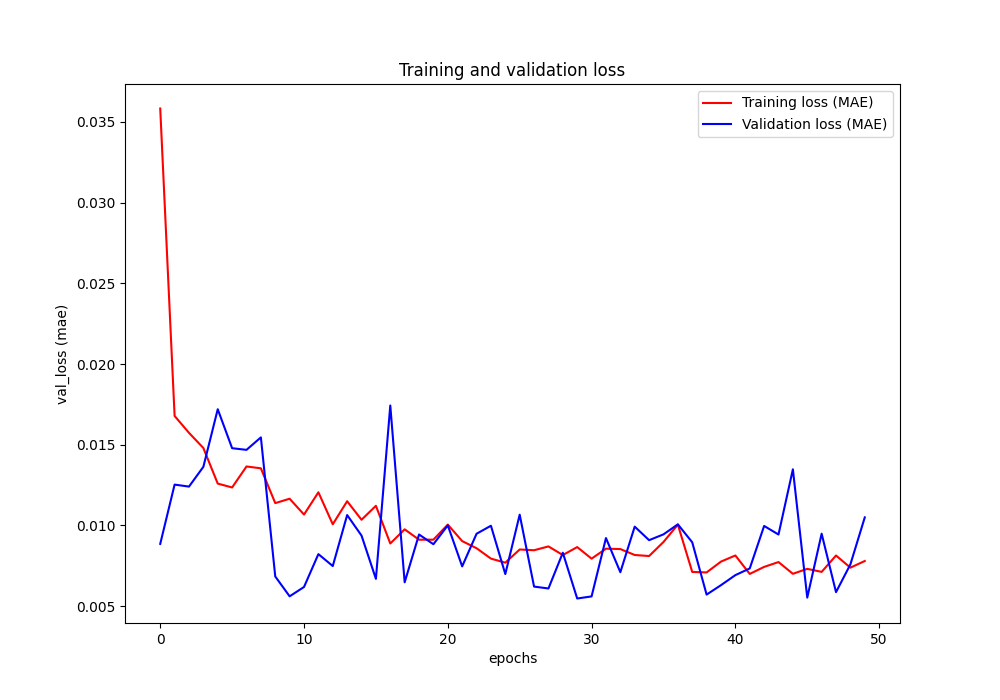 Training and validation loss
Training loss (MAE)
Validation loss (MAE)
val_loss (mae)
0.035
0.030
0.025
0.020
0.015
0.010
0.005
0 10 20 30 40 50
epochs